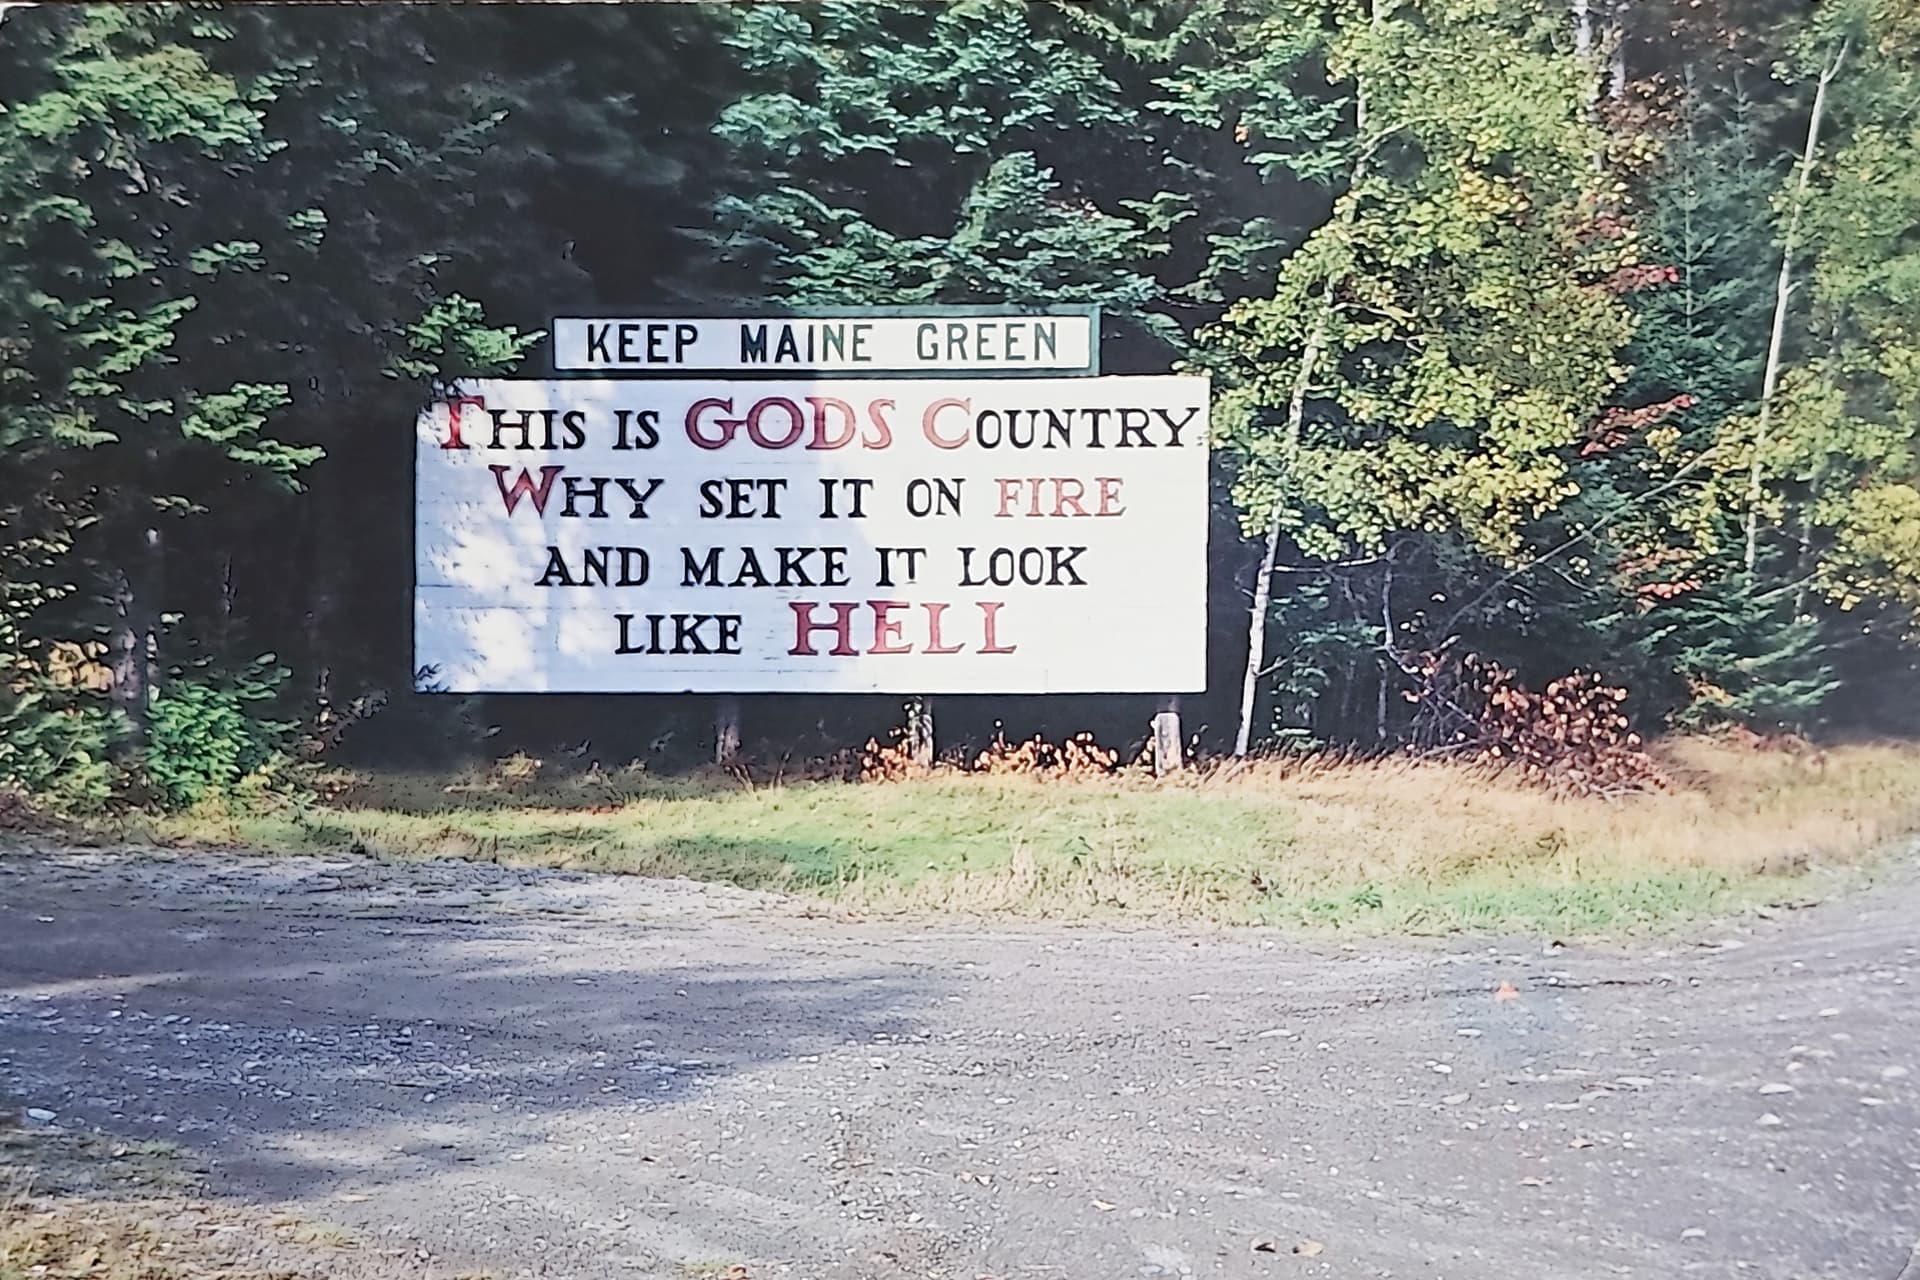 KEEP MAINE GREEN
THIS IS GODS COUNTRY
WHY SET IT ON FIRE
AND MAKE IT LOOK
LIKE HELL